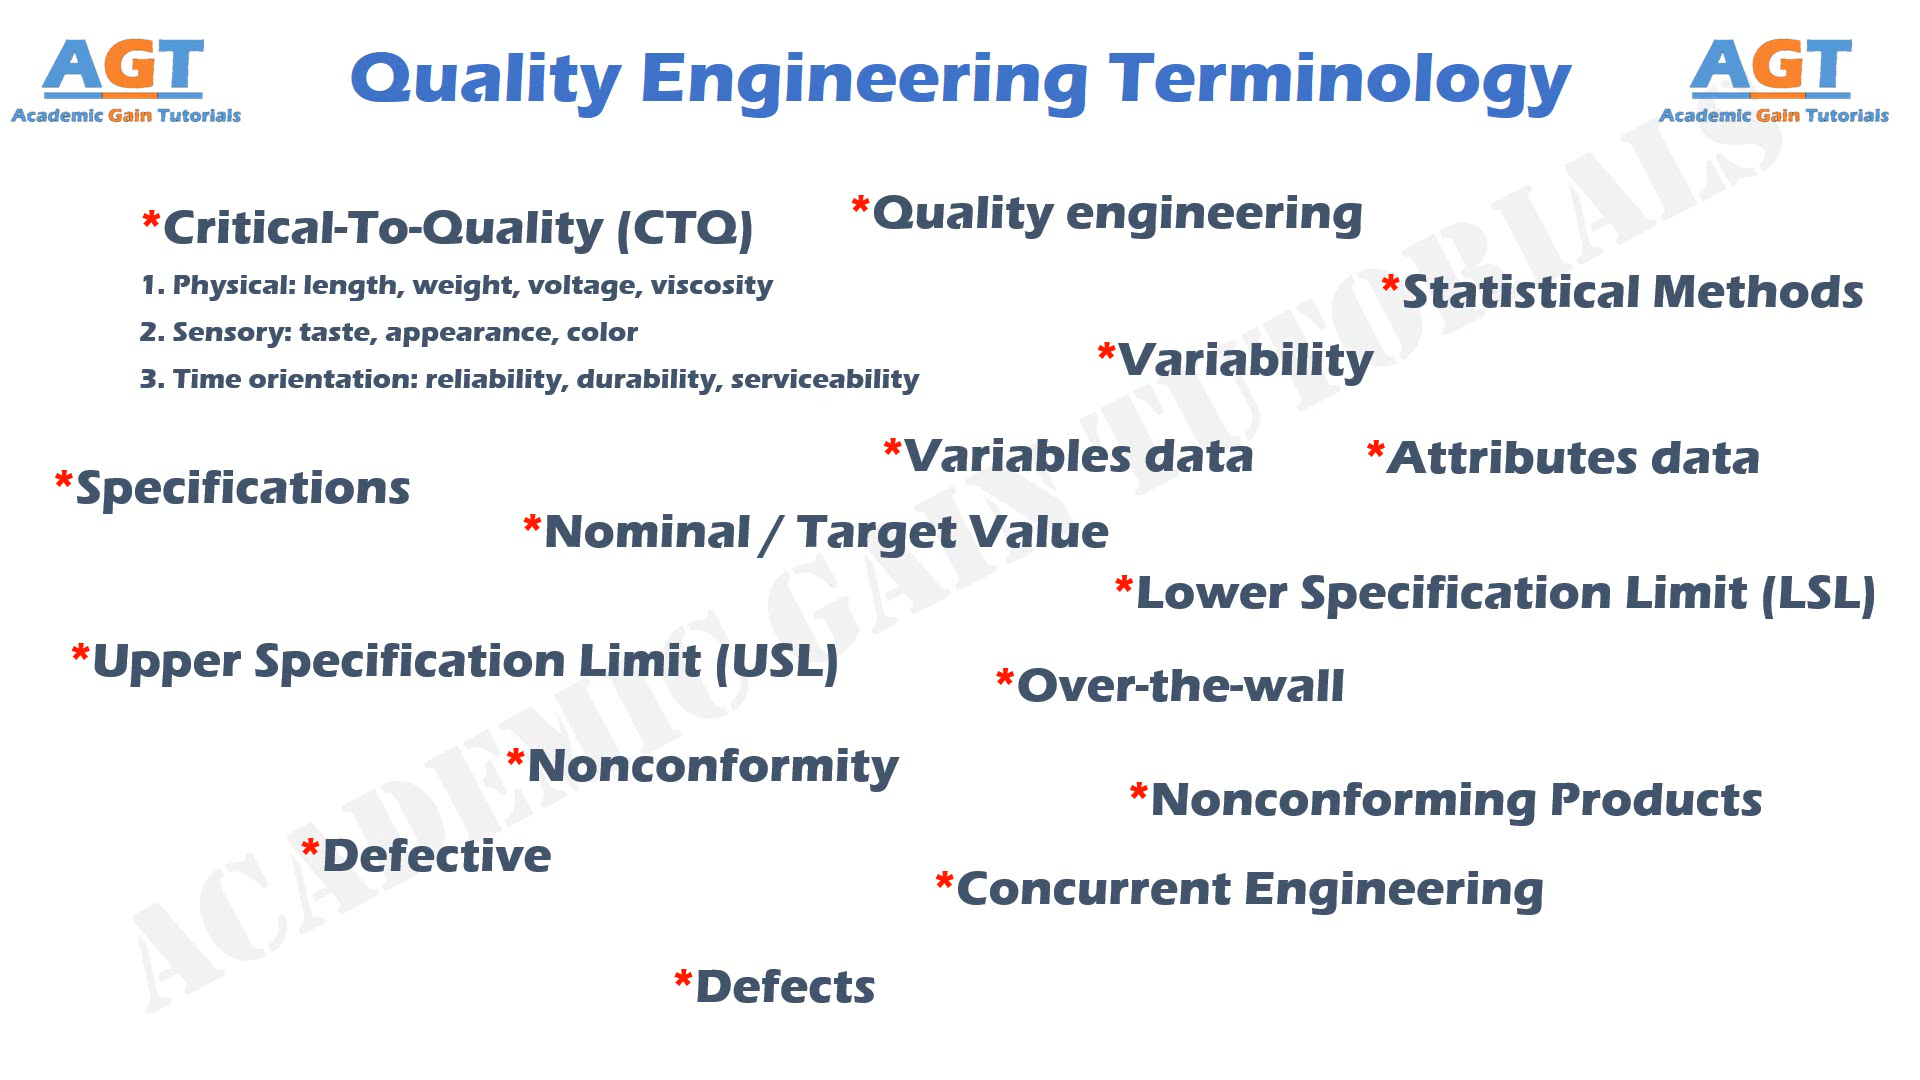 AGT
Academic Gain Tutorials
Quality Engineering Terminology
AGT
Academic Gain Tutorials
*Critical-To-Quality (CTQ)
1. Physical: length, weight, voltage, viscosity
2. Sensory: taste, appearance, color
3. Time orientation: reliability, durability, serviceability
*Quality engineering
*Statistical Methods
*Variability
*Variables data
*Attributes data
*Specifications
*Nominal / Target Value
*Lower Specification Limit (LSL)
*Upper Specification Limit (USL)
*Over-the-wall
*Nonconformity
*Nonconforming Products
*Defective
*Concurrent Engineering
*Defects
ACADEMIC GAIN TUTORIALS